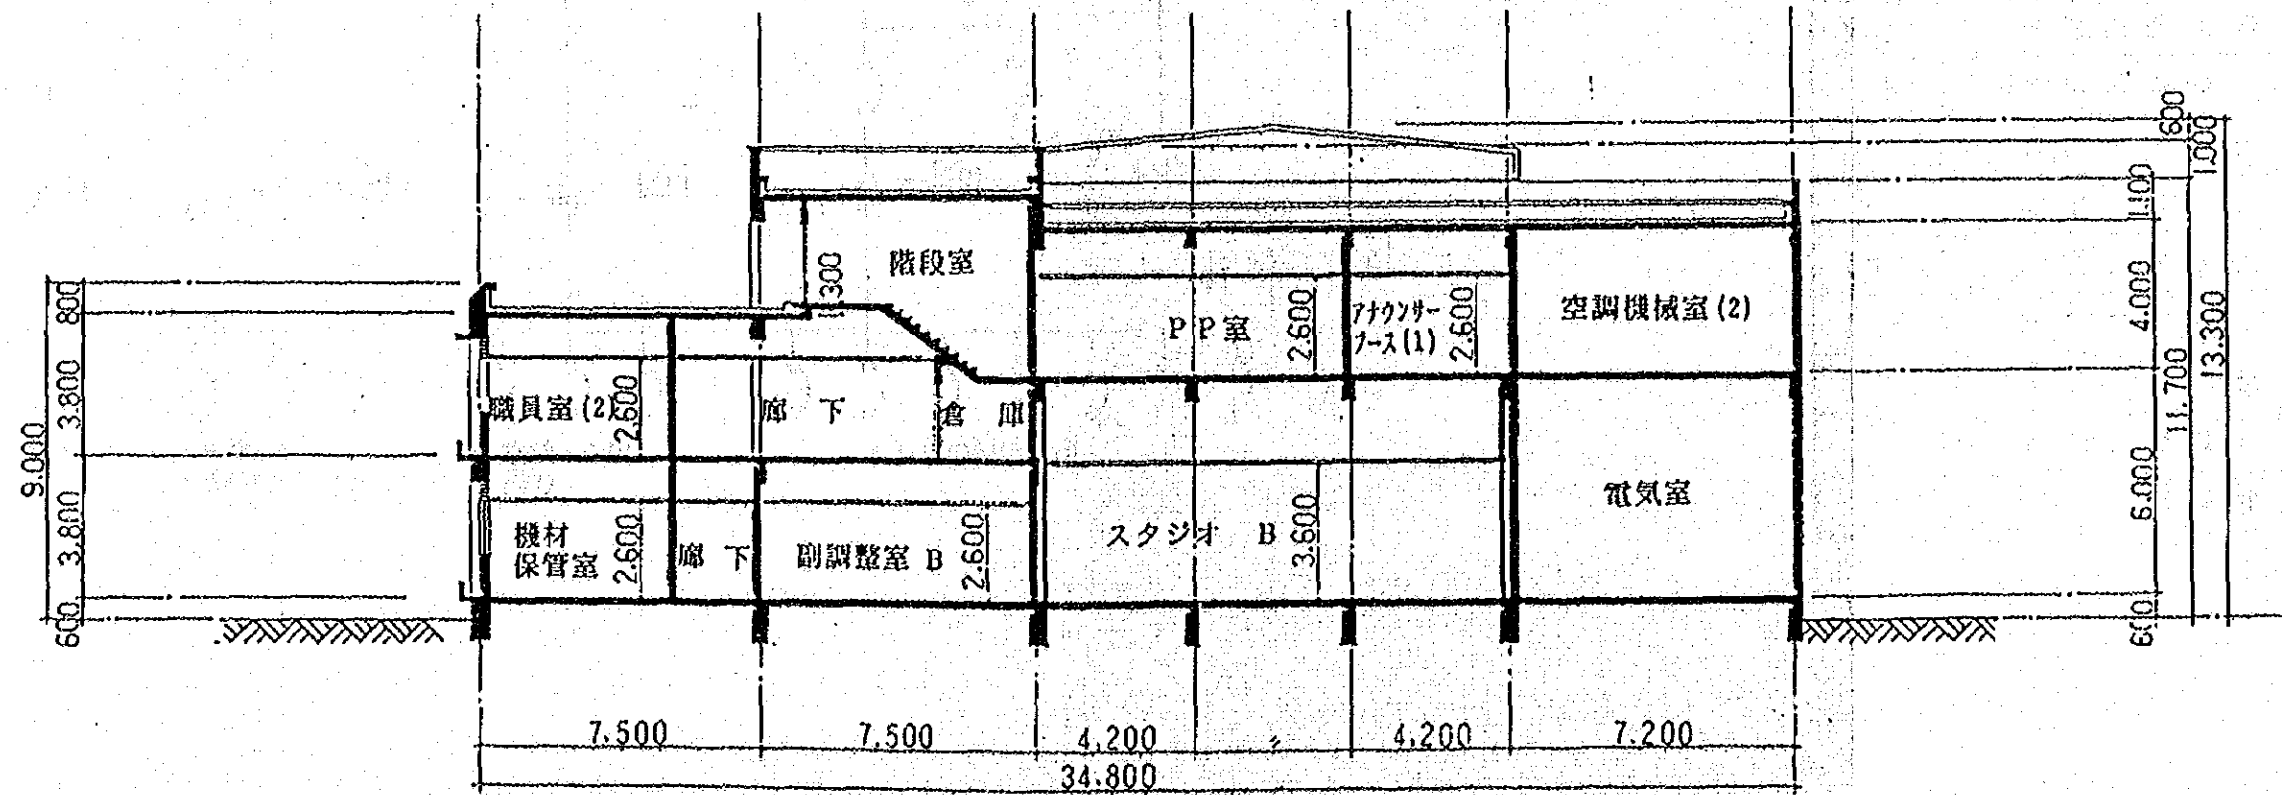 600
1.000
1.100
4.000
13.300
11.700
6.000
600
800
3.800
9.000
3.800
600
階段室
300
PP室
2.600
アナウンサー
ブース(1)
2.600
空調機械室(2)
職員室(2)
2.600
廊 下
倉 庫
機材
保管室
2.600
廊 下
副調整室 B
2.600
スタジオ B
3.600
電気室
7.500
7.500
4.200
〃
4.200
7.200
34.800